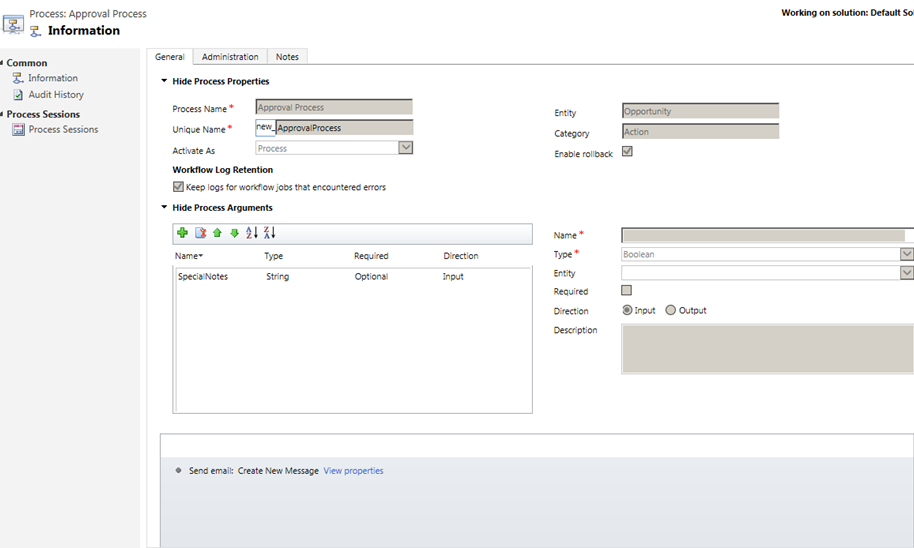 Process: Approval Process
Working on solution: Default Sol
Information
Common
Information
Audit History
Process Sessions
Process Sessions
General Administration Notes
Hide Process Properties
Process Name * Approval Process
Entity Opportunity
Unique Name * new_ ApprovalProcess
Category Action
Activate As Process
Enable rollback
Workflow Log Retention
Keep logs for workflow jobs that encountered errors
Hide Process Arguments
Name Type Required Direction
SpecialNotes String Optional Input
Name *
Type * Boolean
Entity
Required
Direction Input Output
Description
Send email: Create New Message View properties